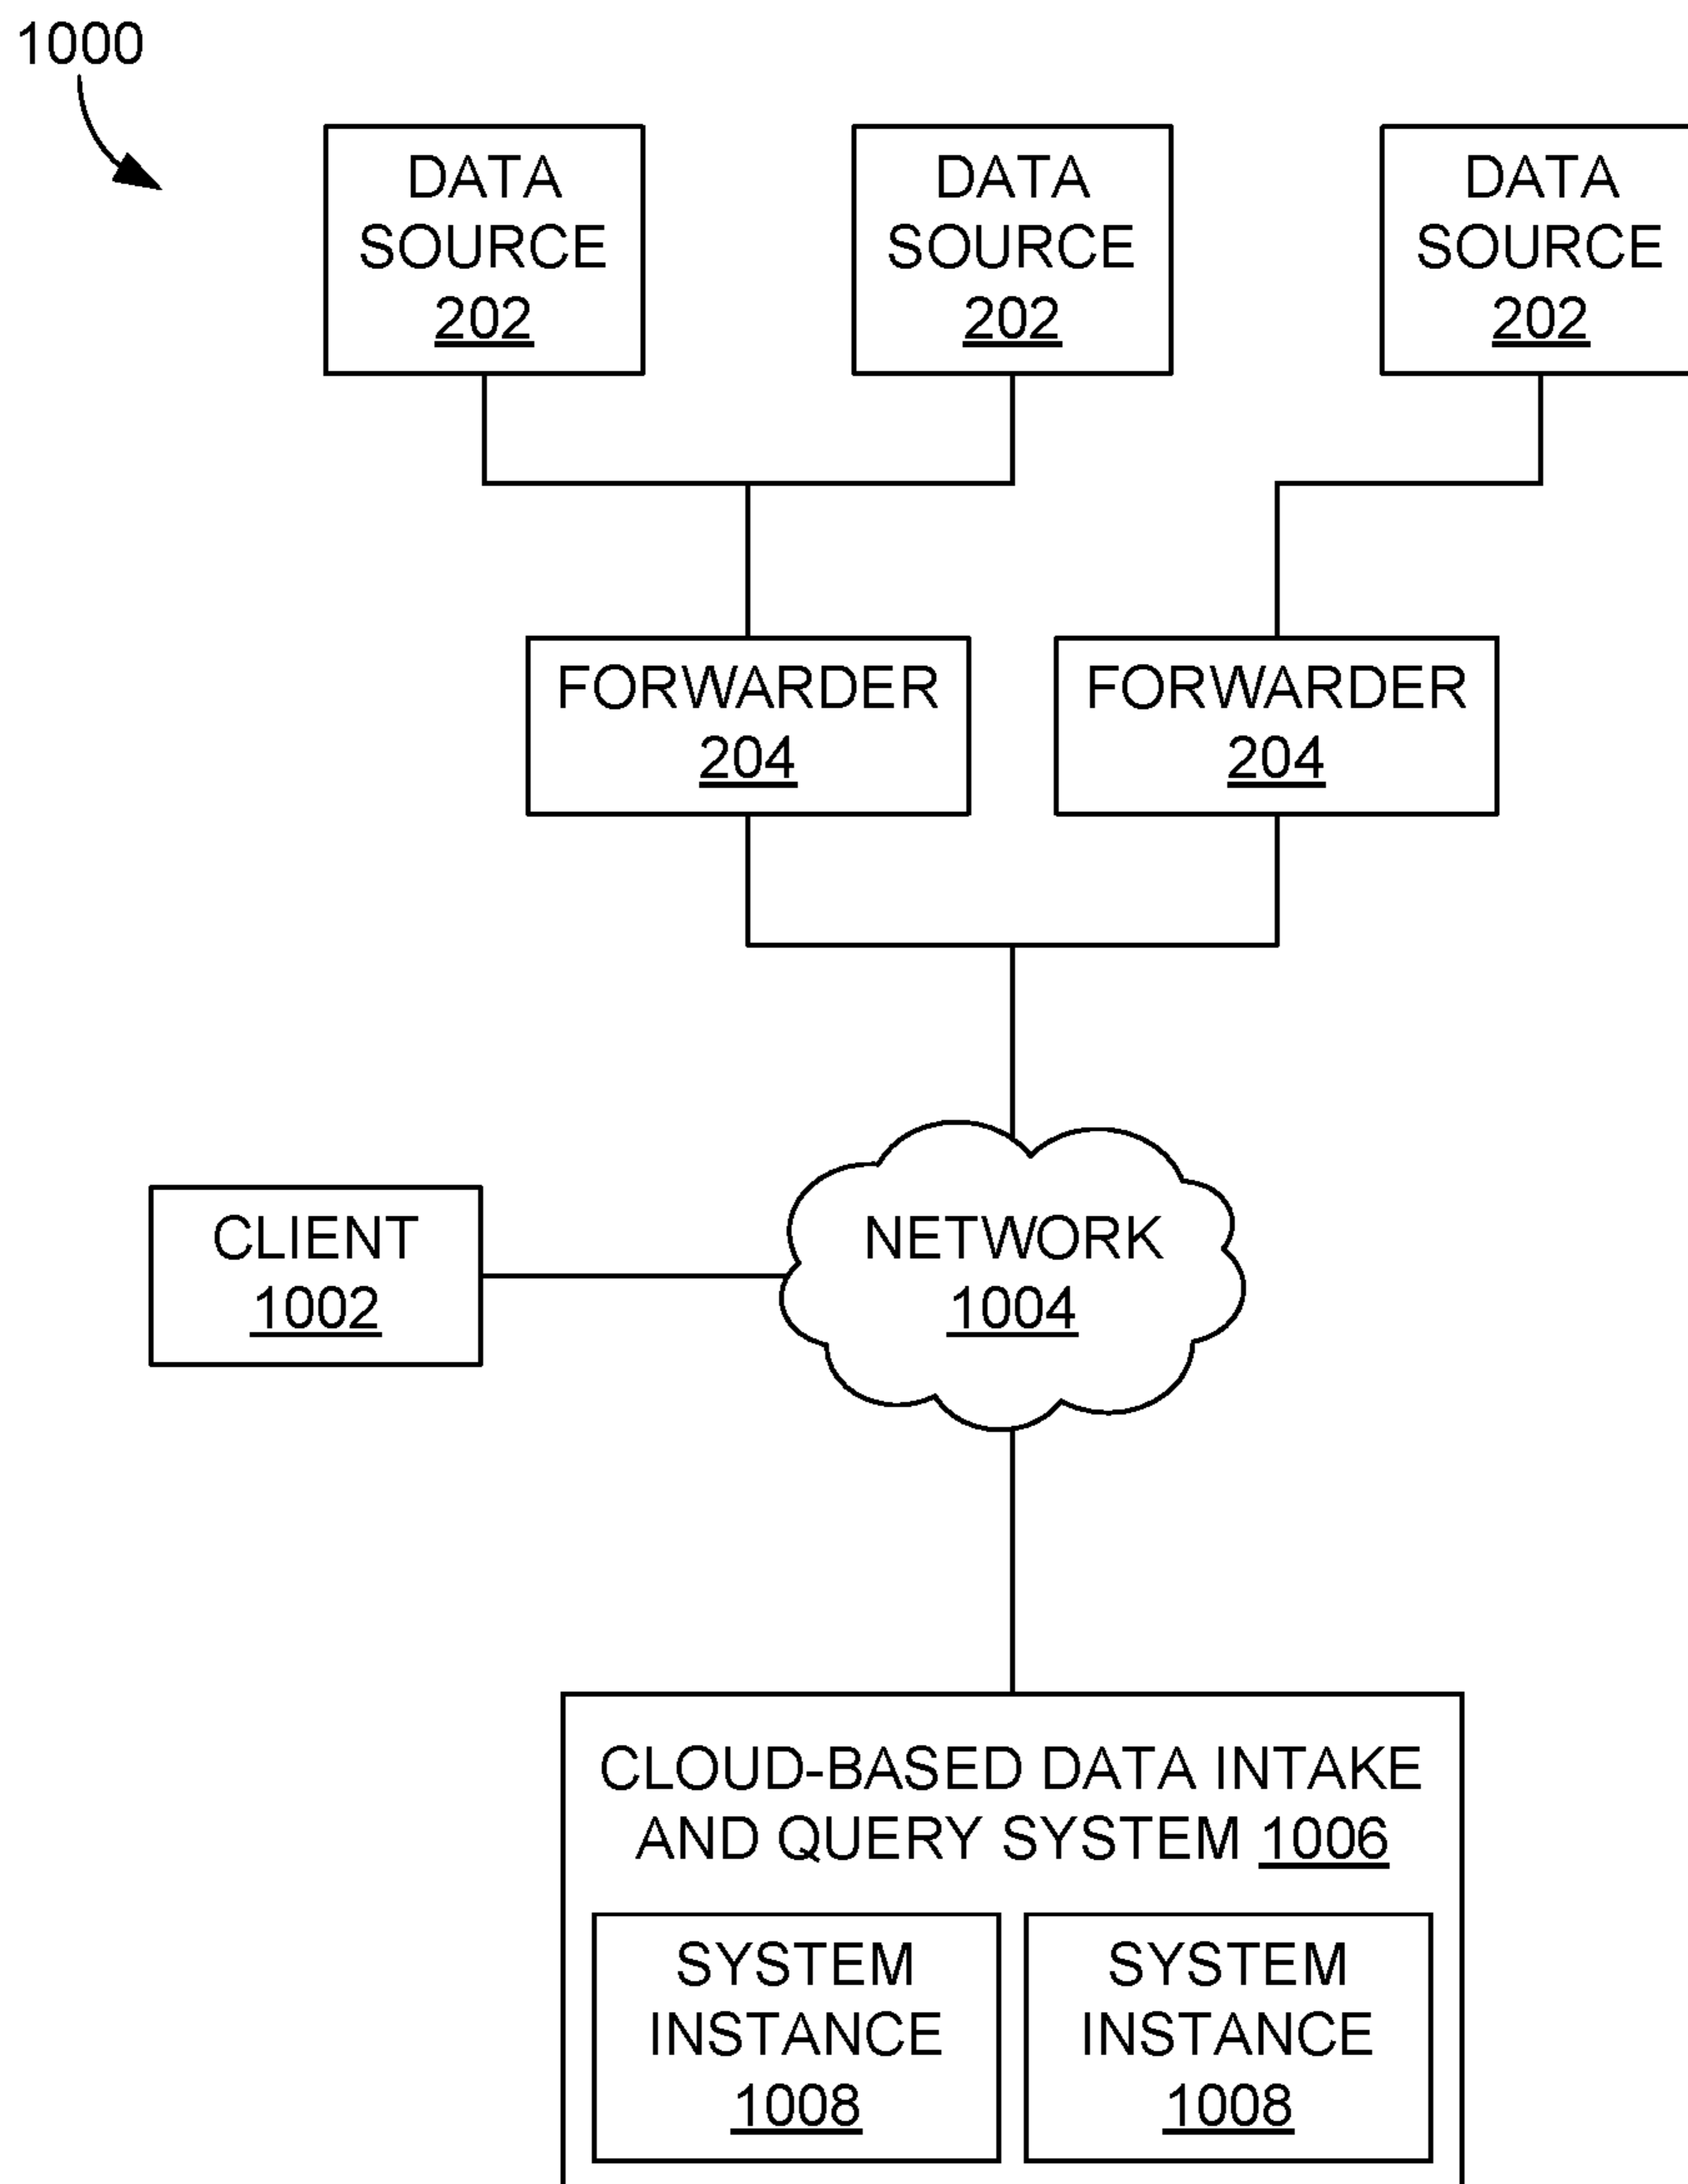 1000
DATA
SOURCE
202
DATA
SOURCE
202
DATA
SOURCE
202
FORWARDER
204
FORWARDER
204
CLIENT
1002
NETWORK
1004
CLOUD-BASED DATA INTAKE
AND QUERY SYSTEM 1006
SYSTEM
INSTANCE
1008
SYSTEM
INSTANCE
1008